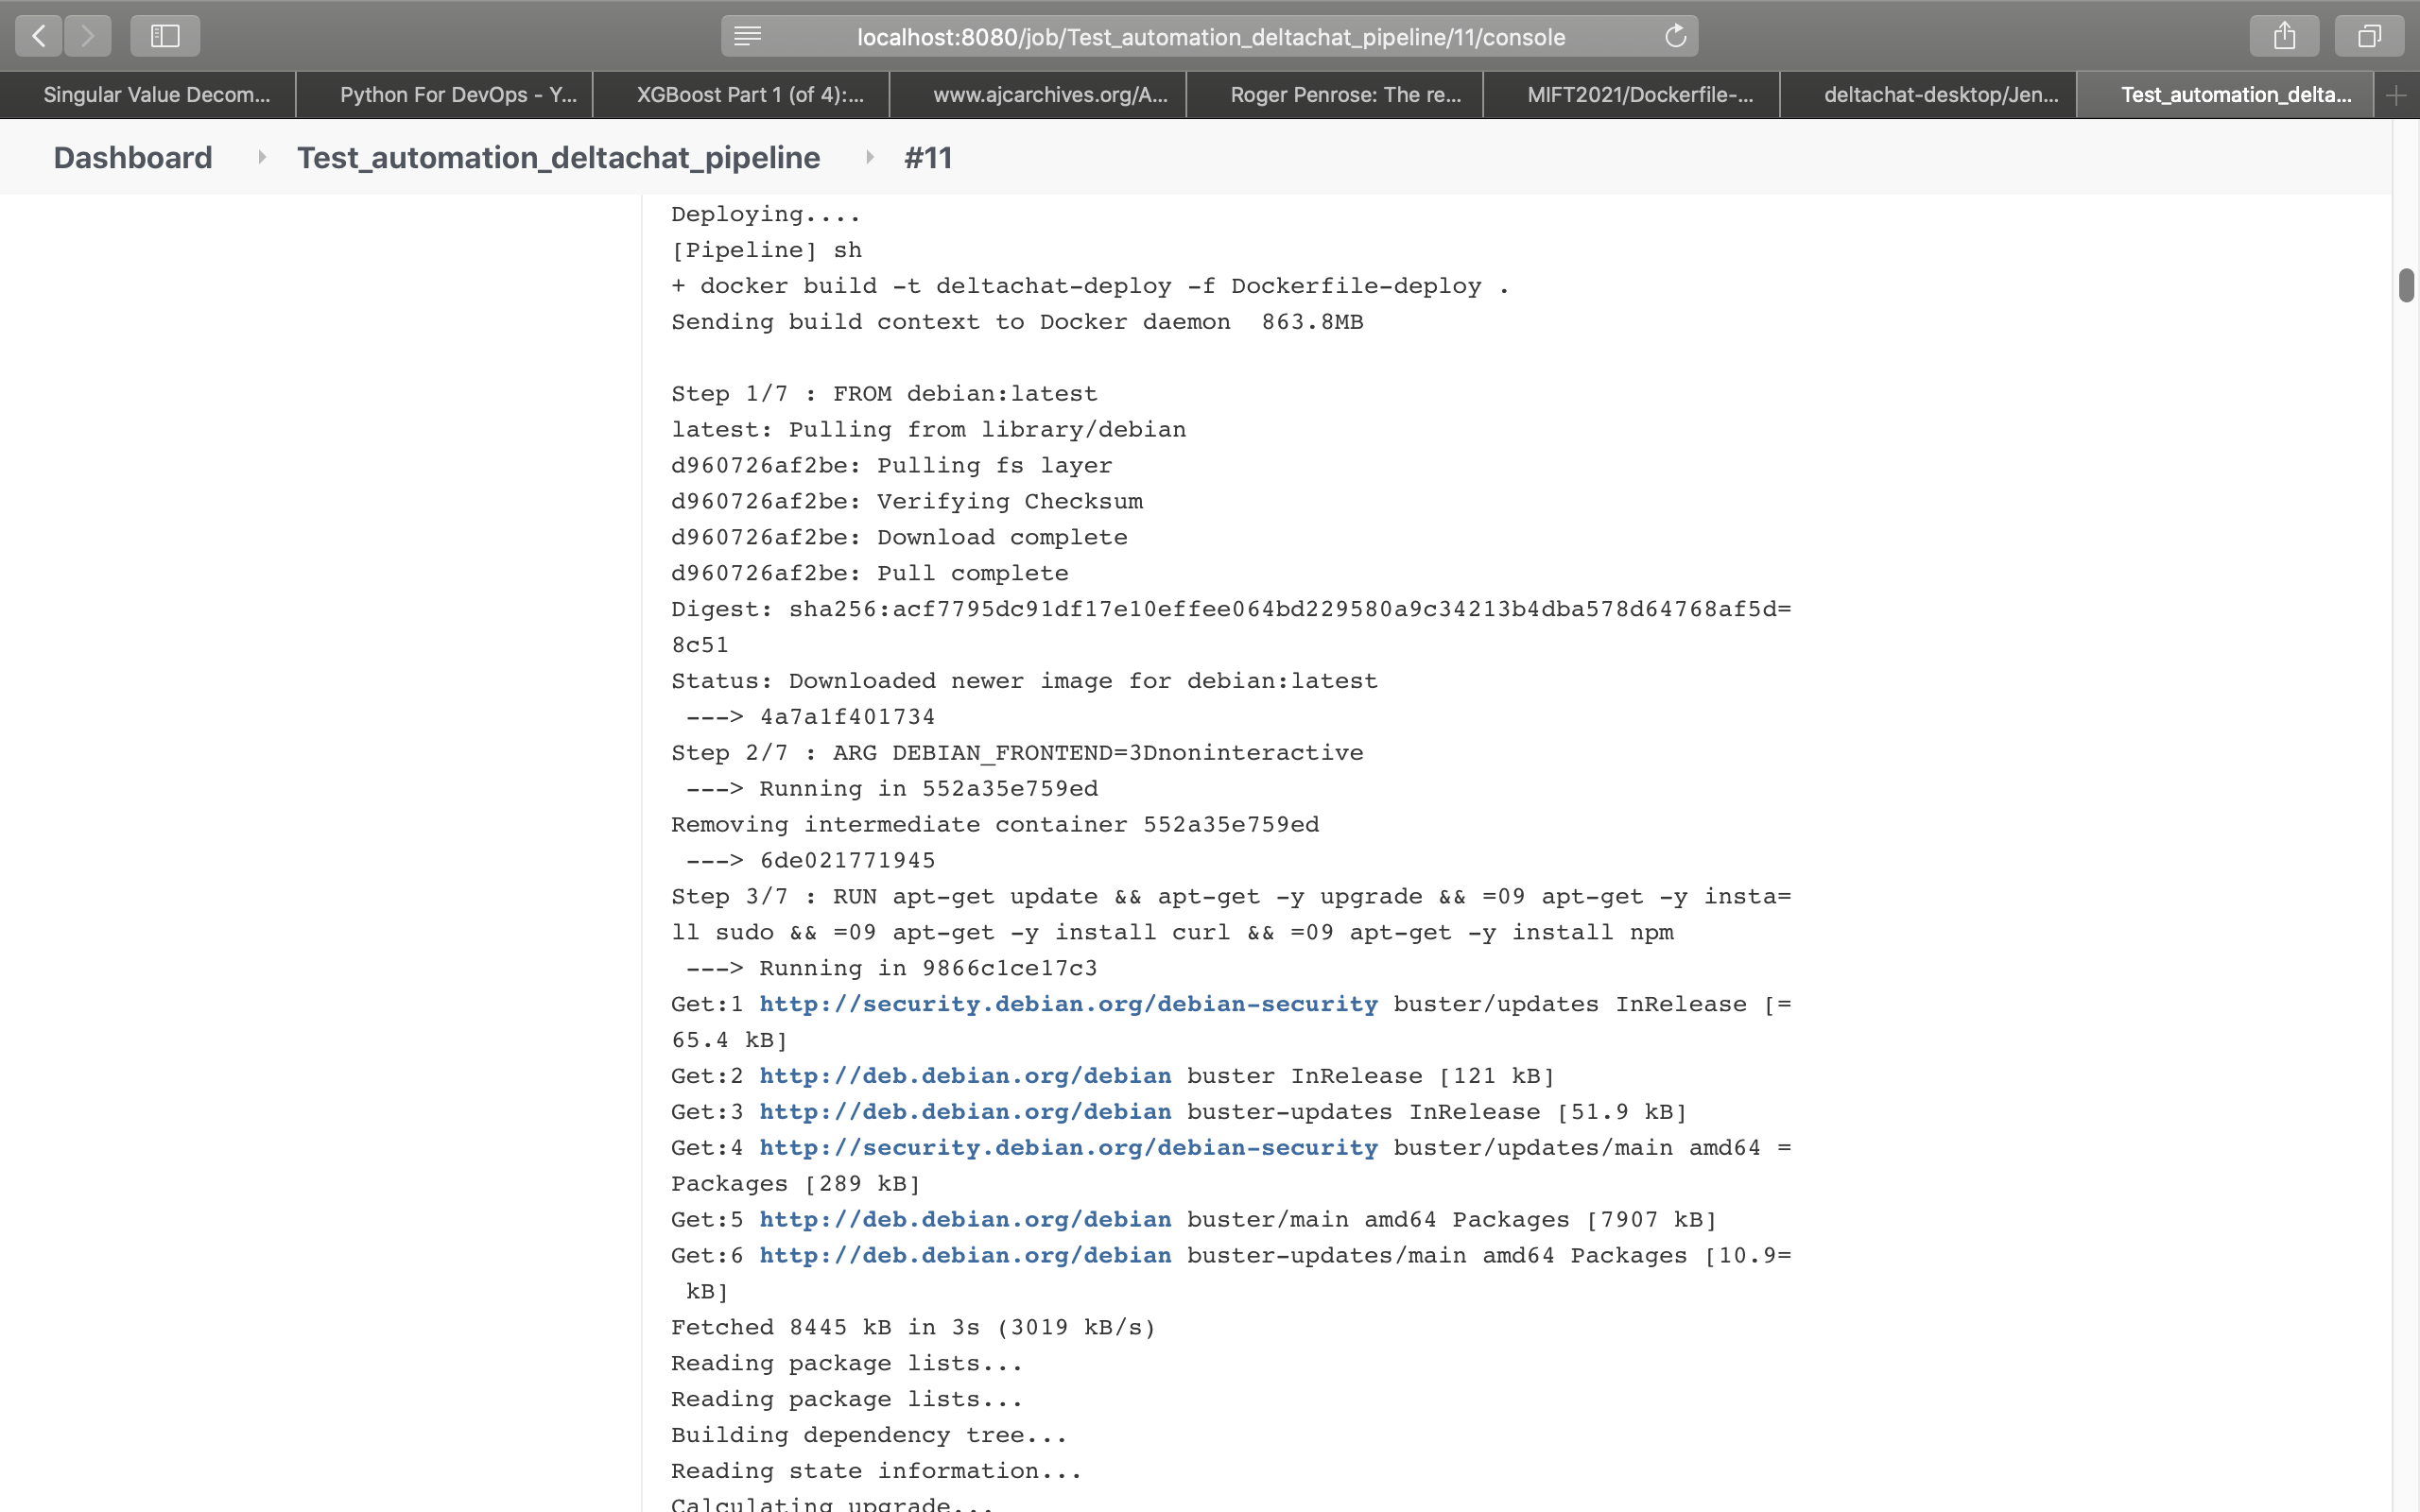 localhost:8080/job/Test_automation_deltachat_pipeline/11/console
Singular Value Decom... Python For DevOps - Y... XGBoost Part 1 (of 4):... www.ajcarchives.org/A... Roger Penrose: The re... MIFT2021/Dockerfile-... deltachat-desktop/Jen... Test_automation_delta...
Dashboard Test_automation_deltachat_pipeline #11
Deploying....
[Pipeline] sh
+ docker build -t deltachat-deploy -f Dockerfile-deploy .
Sending build context to Docker daemon  863.8MB
Step 1/7 : FROM debian:latest
latest: Pulling from library/debian
d960726af2be: Pulling fs layer
d960726af2be: Verifying Checksum
d960726af2be: Download complete
d960726af2be: Pull complete
Digest: sha256:acf7795dc91df17e10effee064bd229580a9c34213b4dba578d64768af5d=
8c51
Status: Downloaded newer image for debian:latest
---> 4a7a1f401734
Step 2/7 : ARG DEBIAN_FRONTEND=3Dnoninteractive
---> Running in 552a35e759ed
Removing intermediate container 552a35e759ed
---> 6de021771945
Step 3/7 : RUN apt-get update && apt-get -y upgrade && =09 apt-get -y insta=
ll sudo && =09 apt-get -y install curl && =09 apt-get -y install npm
---> Running in 9866c1ce17c3
Get:1 http://security.debian.org/debian-security buster/updates InRelease [=
65.4 kB]
Get:2 http://deb.debian.org/debian buster InRelease [121 kB]
Get:3 http://deb.debian.org/debian buster-updates InRelease [51.9 kB]
Get:4 http://security.debian.org/debian-security buster/updates/main amd64 =
Packages [289 kB]
Get:5 http://deb.debian.org/debian buster/main amd64 Packages [7907 kB]
Get:6 http://deb.debian.org/debian buster-updates/main amd64 Packages [10.9=
kB]
Fetched 8445 kB in 3s (3019 kB/s)
Reading package lists...
Reading package lists...
Building dependency tree...
Reading state information...
Calculating upgrade...